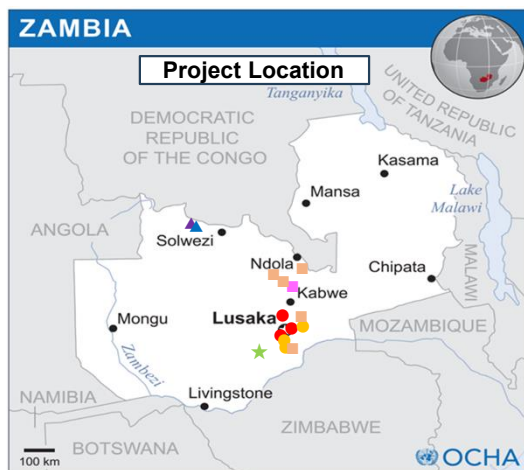 ZAMBIA
Project Location
Tanganyika
UNITED REPUBLIC
OF TANZANIA
DEMOCRATIC
REPUBLIC
OF THE CONGO
Kasama
Mansa
Lake
Malawi
ANGOLA
Solwezi
Ndola
Chipata
MALAWI
Kabwe
Mongu
Lusaka
MOZAMBIQUE
Zambezi
NAMIBIA
Livingstone
ZIMBABWE
BOTSWANA
100 km
OCHA